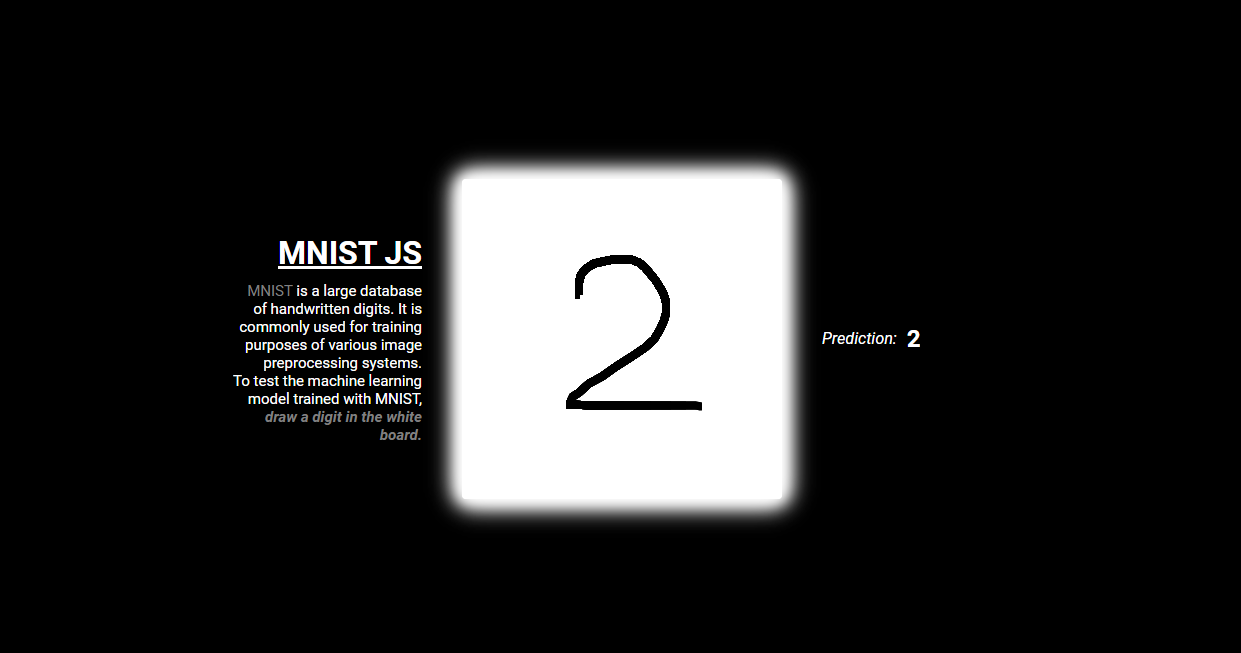 MNIST JS
MNIST is a large database
of handwritten digits. It is
commonly used for training
purposes of various image
preprocessing systems.
To test the machine learning
model trained with MNIST,
draw a digit in the white
board.
2
Prediction: 2